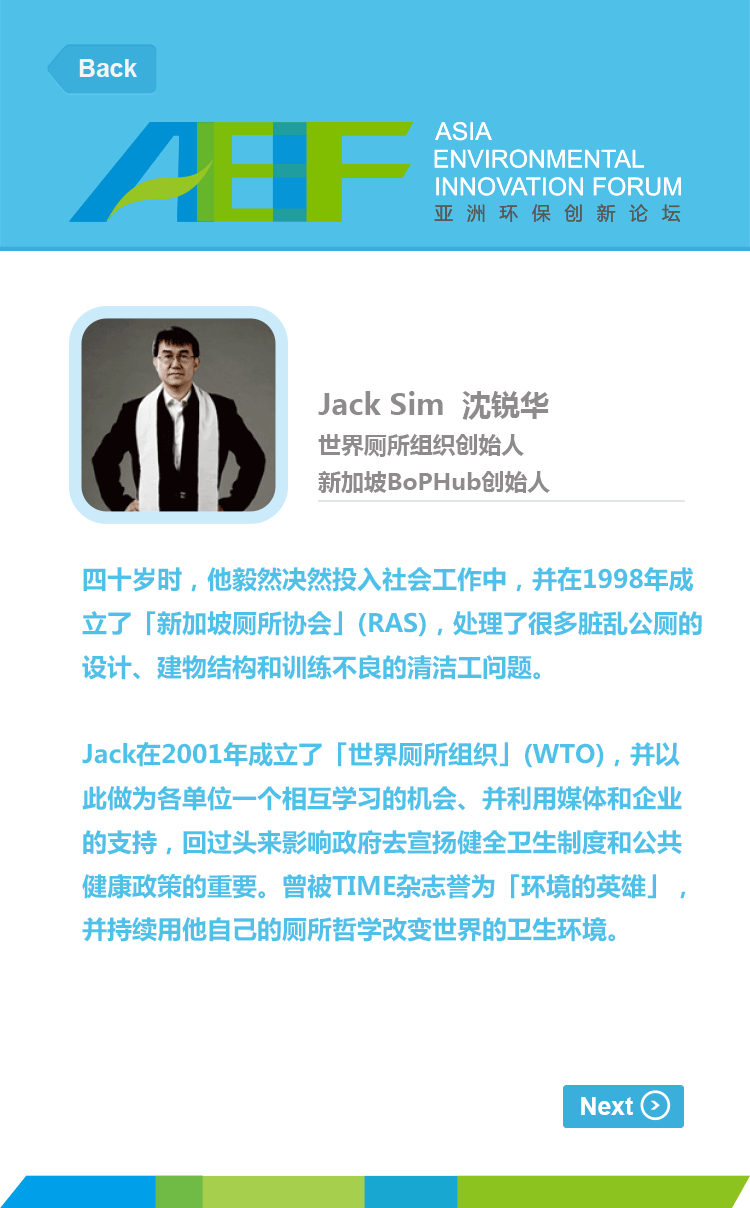 Back
AEIF
ASIA
ENVIRONMENTAL
INNOVATION FORUM
亚洲环保创新论坛
Jack Sim 沈锐华
世界厕所组织创始人
新加坡BoPHub创始人
四十岁时，他毅然决然投入社会工作中，并在1998年成
立了「新加坡厕所协会」(RAS)，处理了很多脏乱公厕的
设计、建物结构和训练不良的清洁工问题。
Jack在2001年成立了「世界厕所组织」(WTO)，并以
此做为各单位一个相互学习的机会、并利用媒体和企业
的支持，回过头来影响政府去宣扬健全卫生制度和公共
健康政策的重要。曾被TIME杂志誉为「环境的英雄」，
并持续用他自己的厕所哲学改变世界的卫生环境。
Next